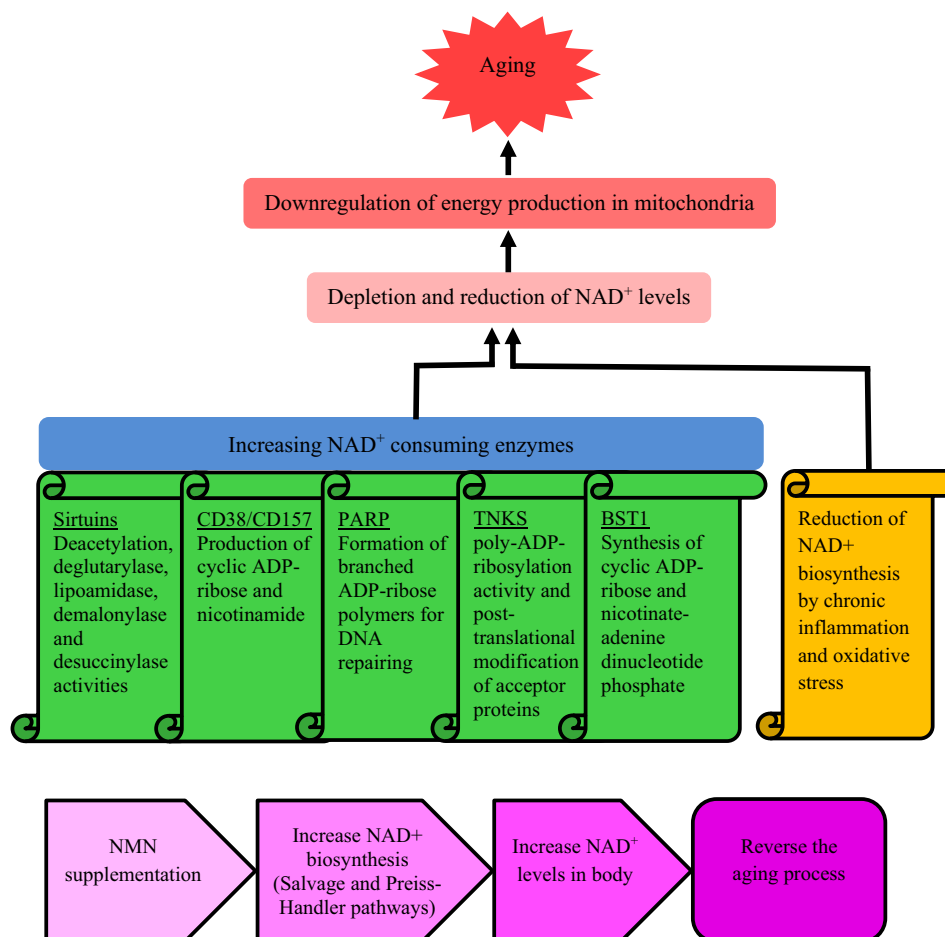 Aging
Downregulation of energy production in mitochondria
Depletion and reduction of NAD⁺ levels
Increasing NAD⁺ consuming enzymes
Sirtuins
Deacetylation,
deglutarylase,
lipoamidase,
demalonylase
and
desuccinylase
activities
CD38/CD157
Production of
cyclic ADP-
ribose and
nicotinamide
PARP
Formation of
branched
ADP-ribose
polymers for
DNA
repairing
TNKS
poly-ADP-
ribosylation
activity and
post-
translational
modification
of acceptor
proteins
BST1
Synthesis of
cyclic ADP-
ribose and
nicotinate-
adenine
dinucleotide
phosphate
Reduction of
NAD+
biosynthesis
by chronic
inflammation
and oxidative
stress
NMN
supplementation
Increase NAD+
biosynthesis
(Salvage and Preiss-
Handler pathways)
Increase NAD⁺
levels in body
Reverse the
aging process